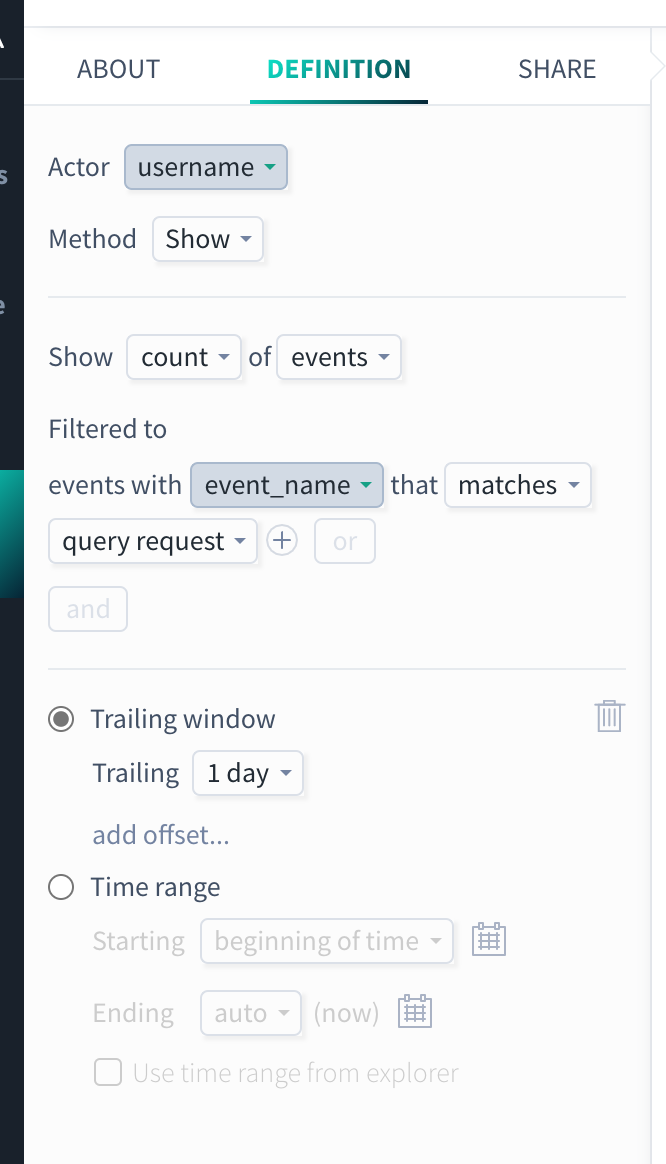 ABOUT DEFINITION SHARE
Actor username
Method Show
Show count of events
Filtered to
events with event_name that matches
query request or
and
Trailing window
Trailing 1 day
add offset...
Time range
Starting beginning of time
Ending auto (now)
Use time range from explorer